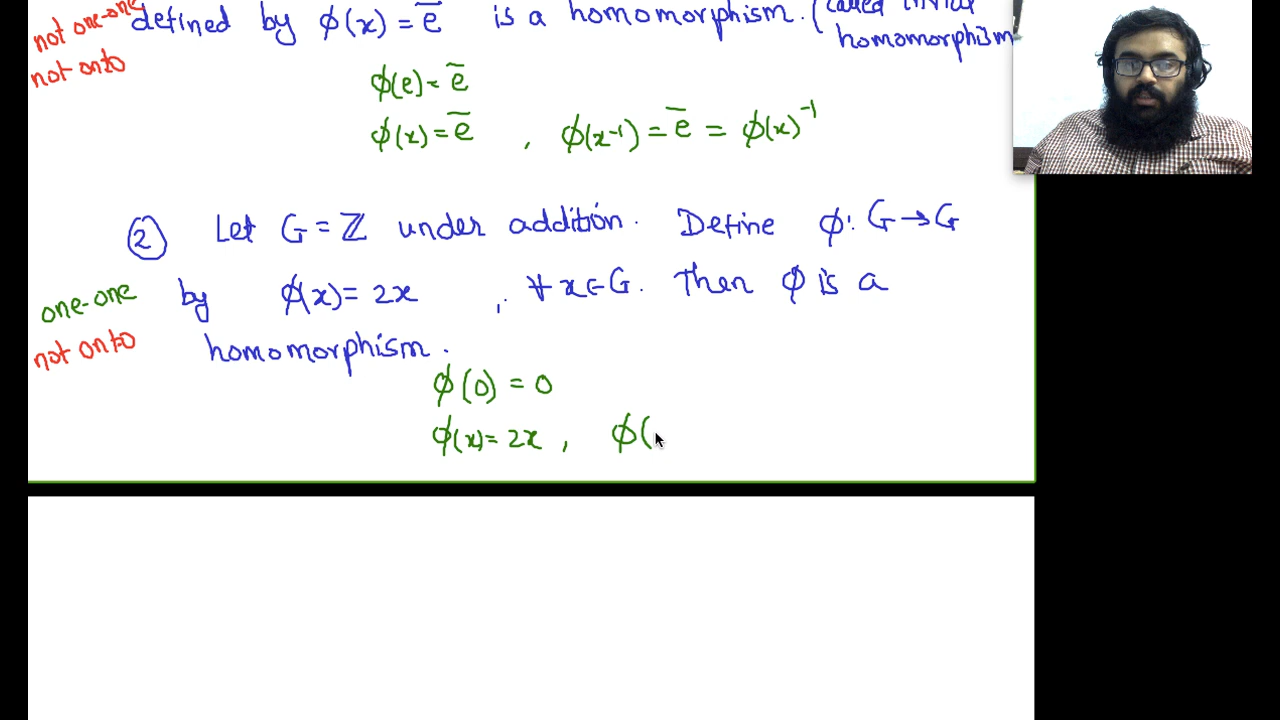 not one-one defined by ϕ(x) = e̅ is a homomorphism. (called trivial
not onto homomorphism
ϕ(e) = e̅
ϕ(x) = e̅ , ϕ(x⁻¹) = e̅ = ϕ(x)⁻¹
② Let G = ℤ under addition. Define ϕ: G → G
one-one by ϕ(x) = 2x , ∀ x ∈ G. Then ϕ is a
not onto homomorphism.
ϕ(0) = 0
ϕ(x) = 2x , ϕ(